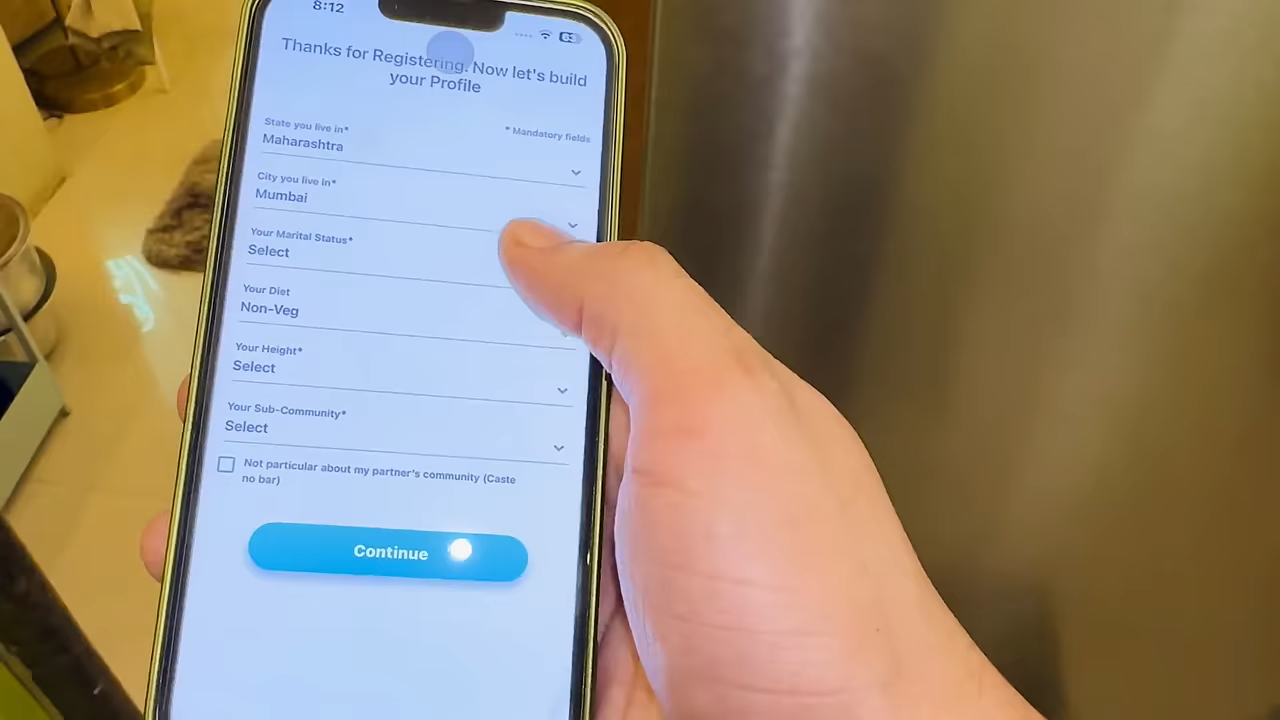 8:12
63
Thanks for Registering. Now let's build
your Profile
* Mandatory fields
State you live in*
Maharashtra
City you live in*
Mumbai
Your Marital Status*
Select
Your Diet
Non-Veg
Your Height*
Select
Your Sub-Community*
Select
Not particular about my partner's community (Caste
no bar)
Continue